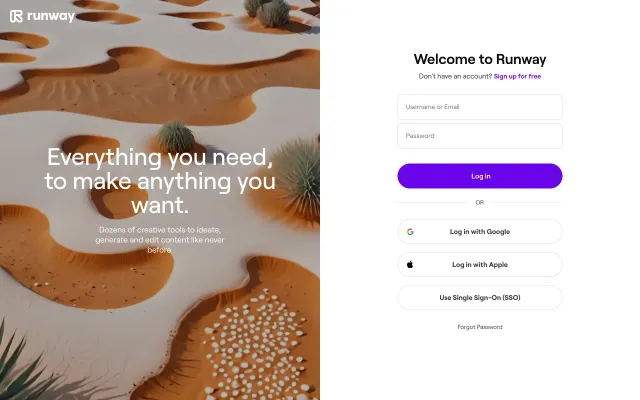 runway
Everything you need,
to make anything you
want.
Dozens of creative tools to ideate,
generate and edit content like never
before.
Welcome to Runway
Don't have an account? Sign up for free
Username or Email
Password
Log in
OR
Log in with Google
Log in with Apple
Use Single Sign-On (SSO)
Forgot Password